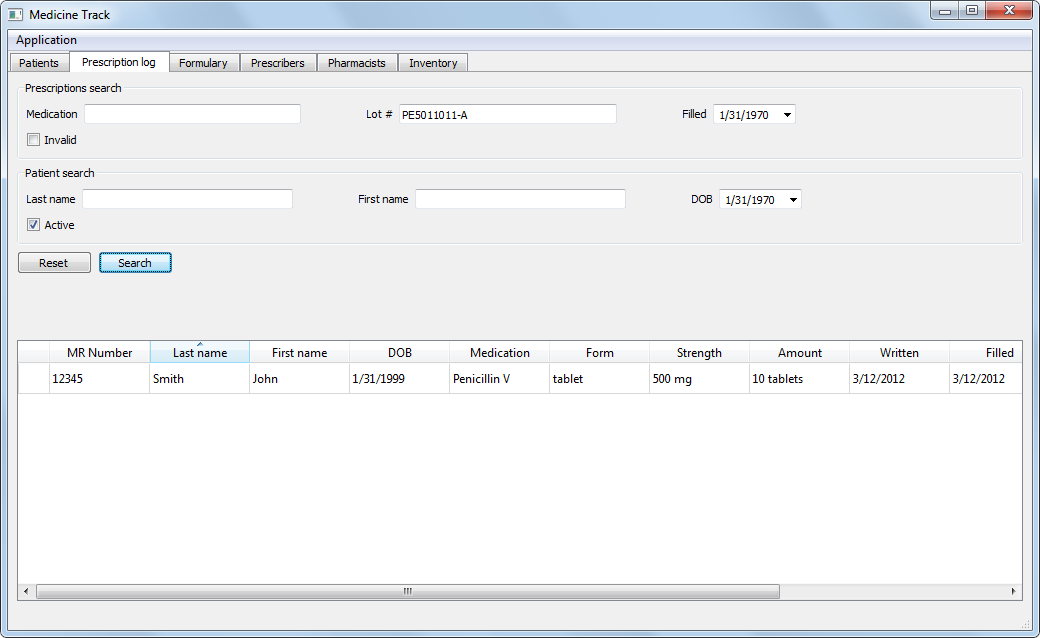 Medicine Track
Application
Patients Prescription log Formulary Prescribers Pharmacists Inventory
Prescriptions search
Medication Lot # PE5011011-A Filled 1/31/1970
Invalid
Patient search
Last name First name DOB 1/31/1970
Active
Reset Search
MR Number Last name First name DOB Medication Form Strength Amount Written Filled
12345 Smith John 1/31/1999 Penicillin V tablet 500 mg 10 tablets 3/12/2012 3/12/2012